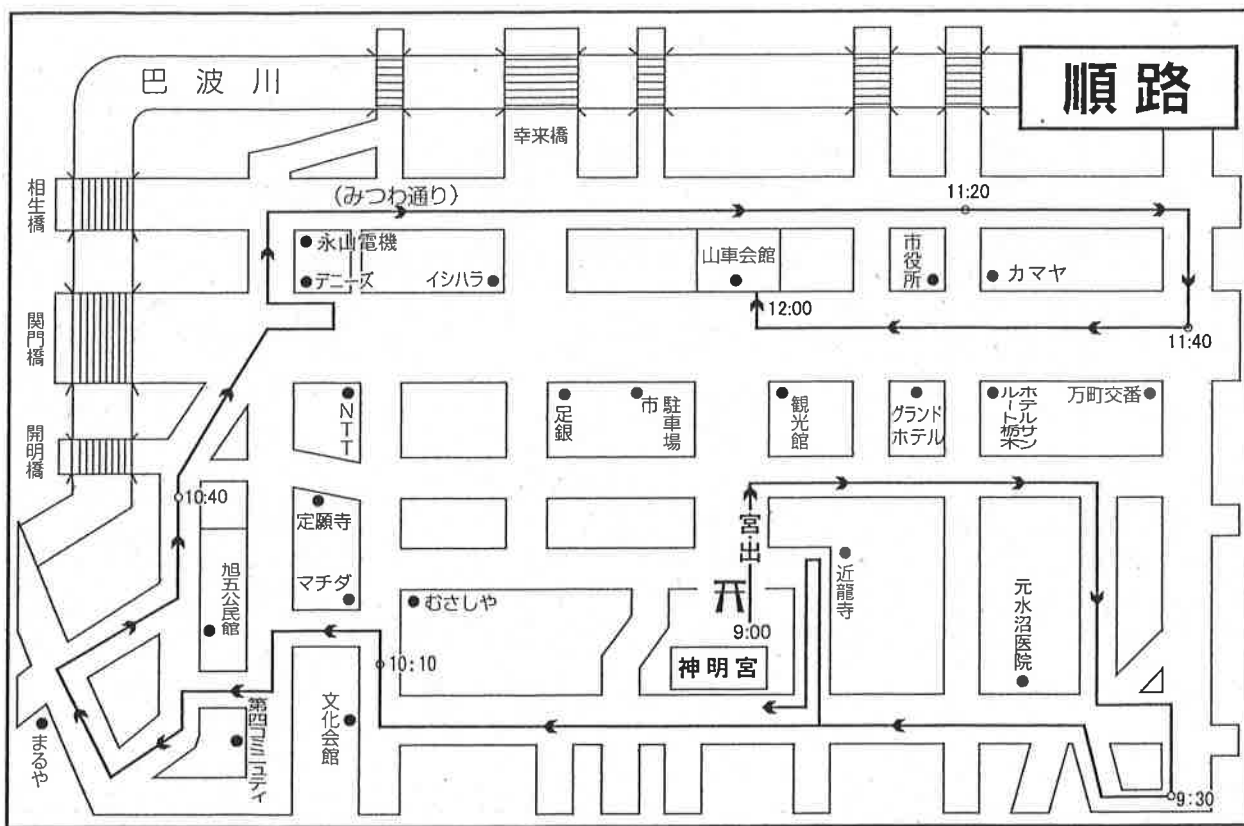 順路
巴波川
幸来橋
相生橋
(みつわ通り)
11:20
永山電機
デニーズ
イシハラ
山車会館
市役所
カマヤ
12:00
11:40
関門橋
開明橋
NTT
足銀
市駐車場
観光館
グランドホテル
ホテルサンルート栃木
万町交番
10:40
定願寺
マチダ
旭五公民館
むさしや
宮・出
近龍寺
元水沼医院
9:00
神明宮
10:10
文化会館
第四コミニュティ
まるや
9:30